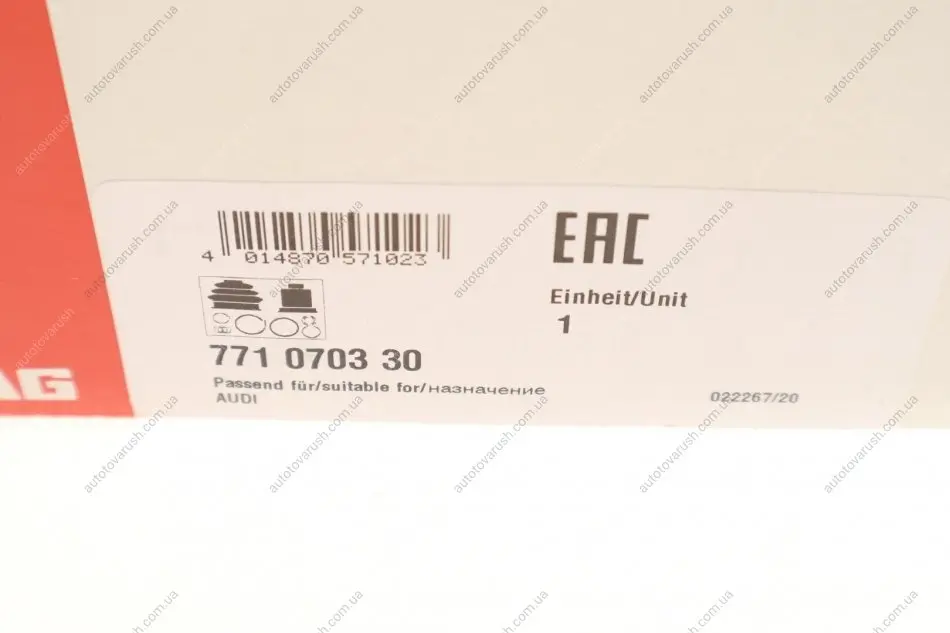 4 014870 571023
EAC
Einheit/Unit
1
771 0703 30
Passend für/suitable for/назначение
AUDI
022267/20
AG
autotovarush.com.ua